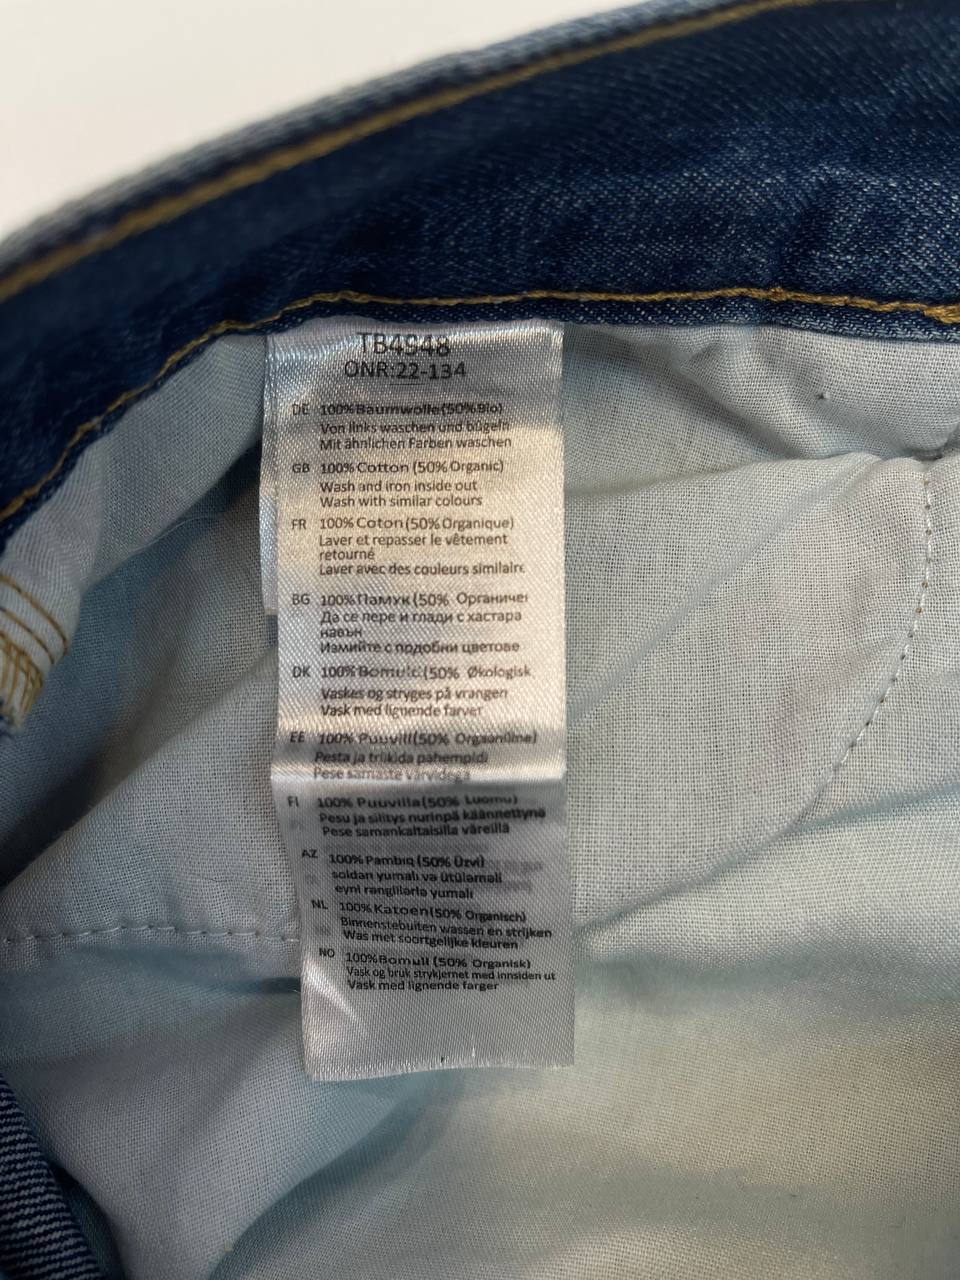 TB4948
ONR:22-134
DE 100%Baumwolle(50%Bio)
Von links waschen und bügeln
Mit ähnlichen Farben waschen
GB 100%Cotton (50%Organic)
Wash and iron inside out
Wash with similar colours
FR 100%Coton(50%Organique)
Laver et repasser le vêtement
retourné
Laver avec des couleurs similaire
BG 100%Памук(50% Органичен
Да се пере и глади с хастара
навън
Измийте с подобни цветове
DK 100%Bomuld(50% Økologisk
Vaskes og stryges på vrangen
Vask med lignende farver
EE 100% Puuvill(50% Orgaaniline)
Pesta ja triikida pahempidi
Pese samaste värvidega
FI 100% Puuvilla(50% Luomu)
Pesu ja silitys nurinpä käännettynä
Pese samankaltaisilla väreillä
AZ 100%Pambıq(50% Üzvi)
soldan yumalı və ütüləməli
eyni rənglilərlə yumalı
NL 100%Katoen(50% Organisch)
Binnenstebuiten wassen en strijken
Was met soortgelijke kleuren
NO 100%Bomull (50% Organisk)
Vask og bruk strykjernet med innsiden ut
Vask med lignende farger